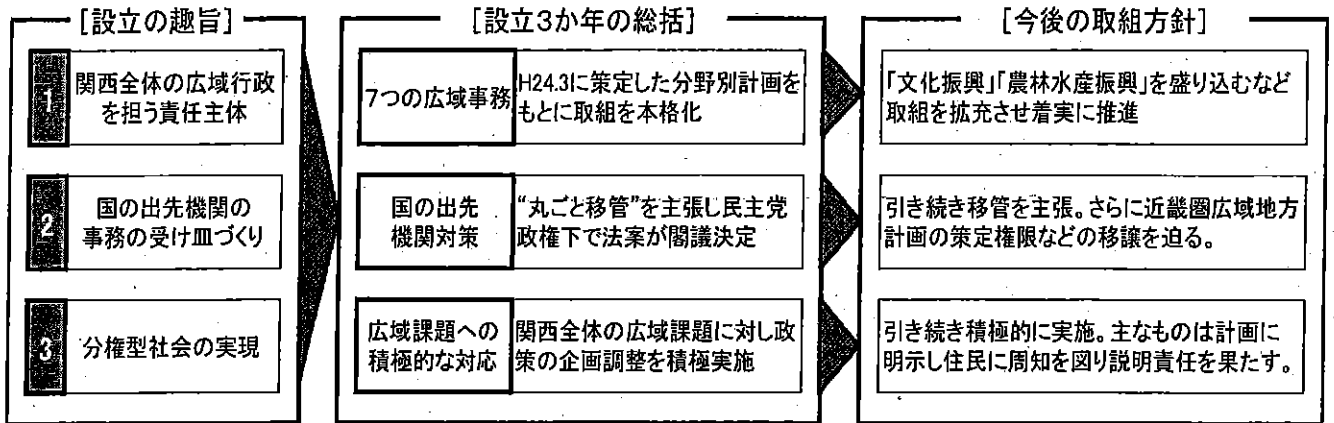 [設立の趣旨]
1
関西全体の広域行政
を担う責任主体
2
国の出先機関の
事務の受け皿づくり
3
分権型社会の実現
[設立3か年の総括]
7つの広域事務
H24.3に策定した分野別計画を
もとに取組を本格化
国の出先
機関対策
“丸ごと移管”を主張し民主党
政権下で法案が閣議決定
広域課題への
積極的な対応
関西全体の広域課題に対し政
策の企画調整を積極実施
[今後の取組方針]
「文化振興」「農林水産振興」を盛り込むなど
取組を拡充させ着実に推進
引き続き移管を主張。さらに近畿圏広域地方
計画の策定権限などの移譲を迫る。
引き続き積極的に実施。主なものは計画に
明示し住民に周知を図り説明責任を果たす。